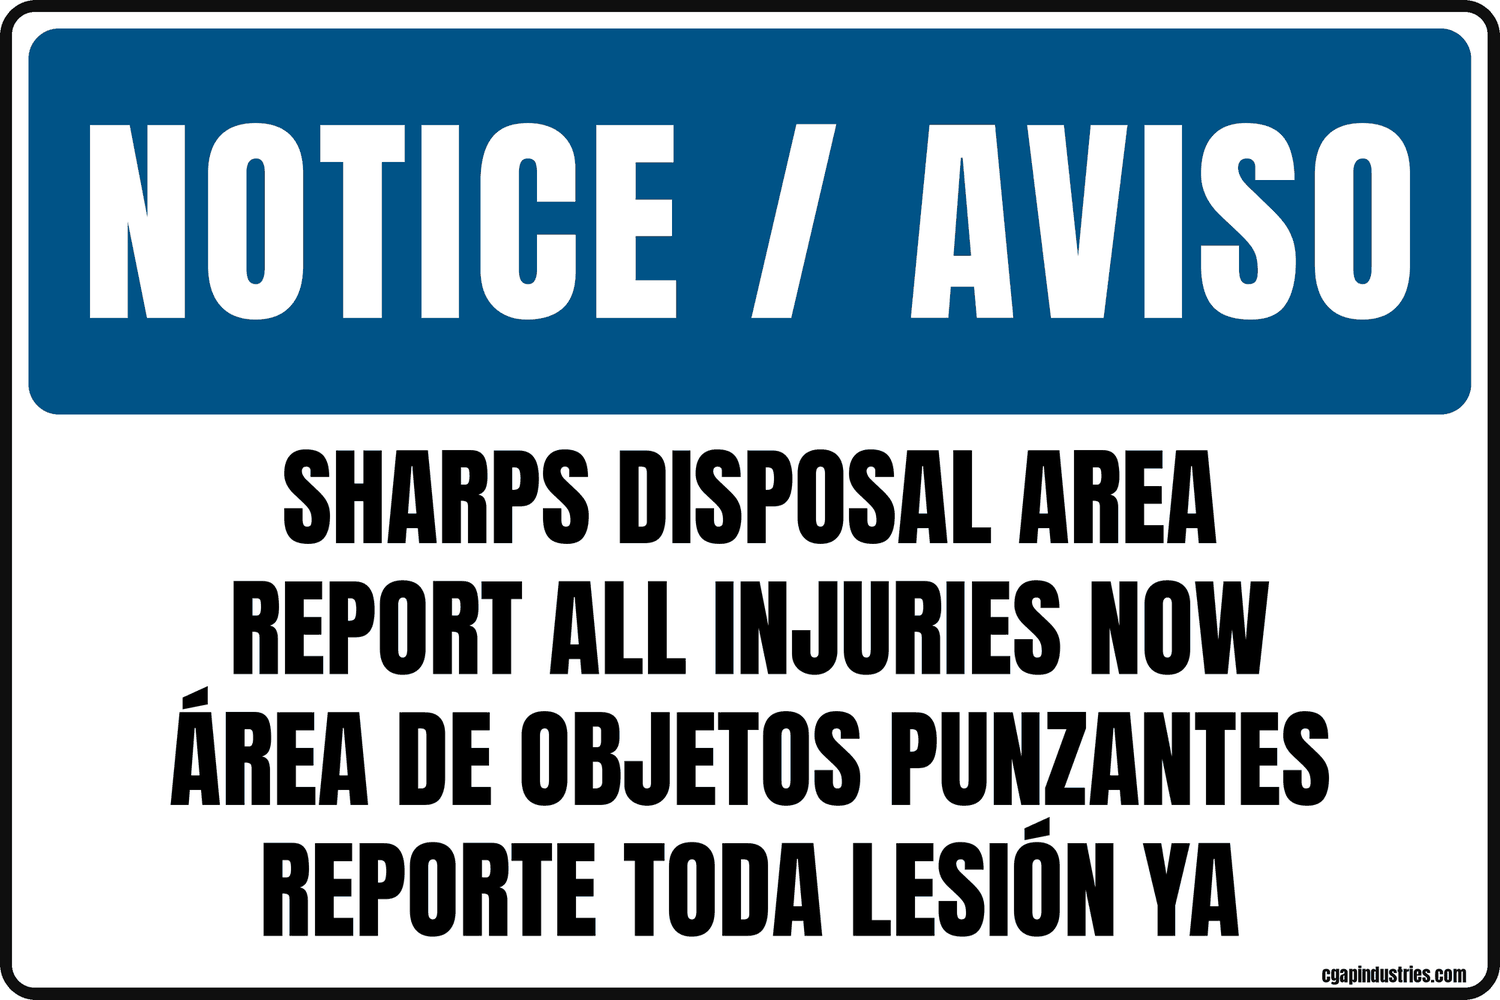 NOTICE / AVISO
SHARPS DISPOSAL AREA
REPORT ALL INJURIES NOW
ÁREA DE OBJETOS PUNZANTES
REPORTE TODA LESIÓN YA
cgapindustries.com